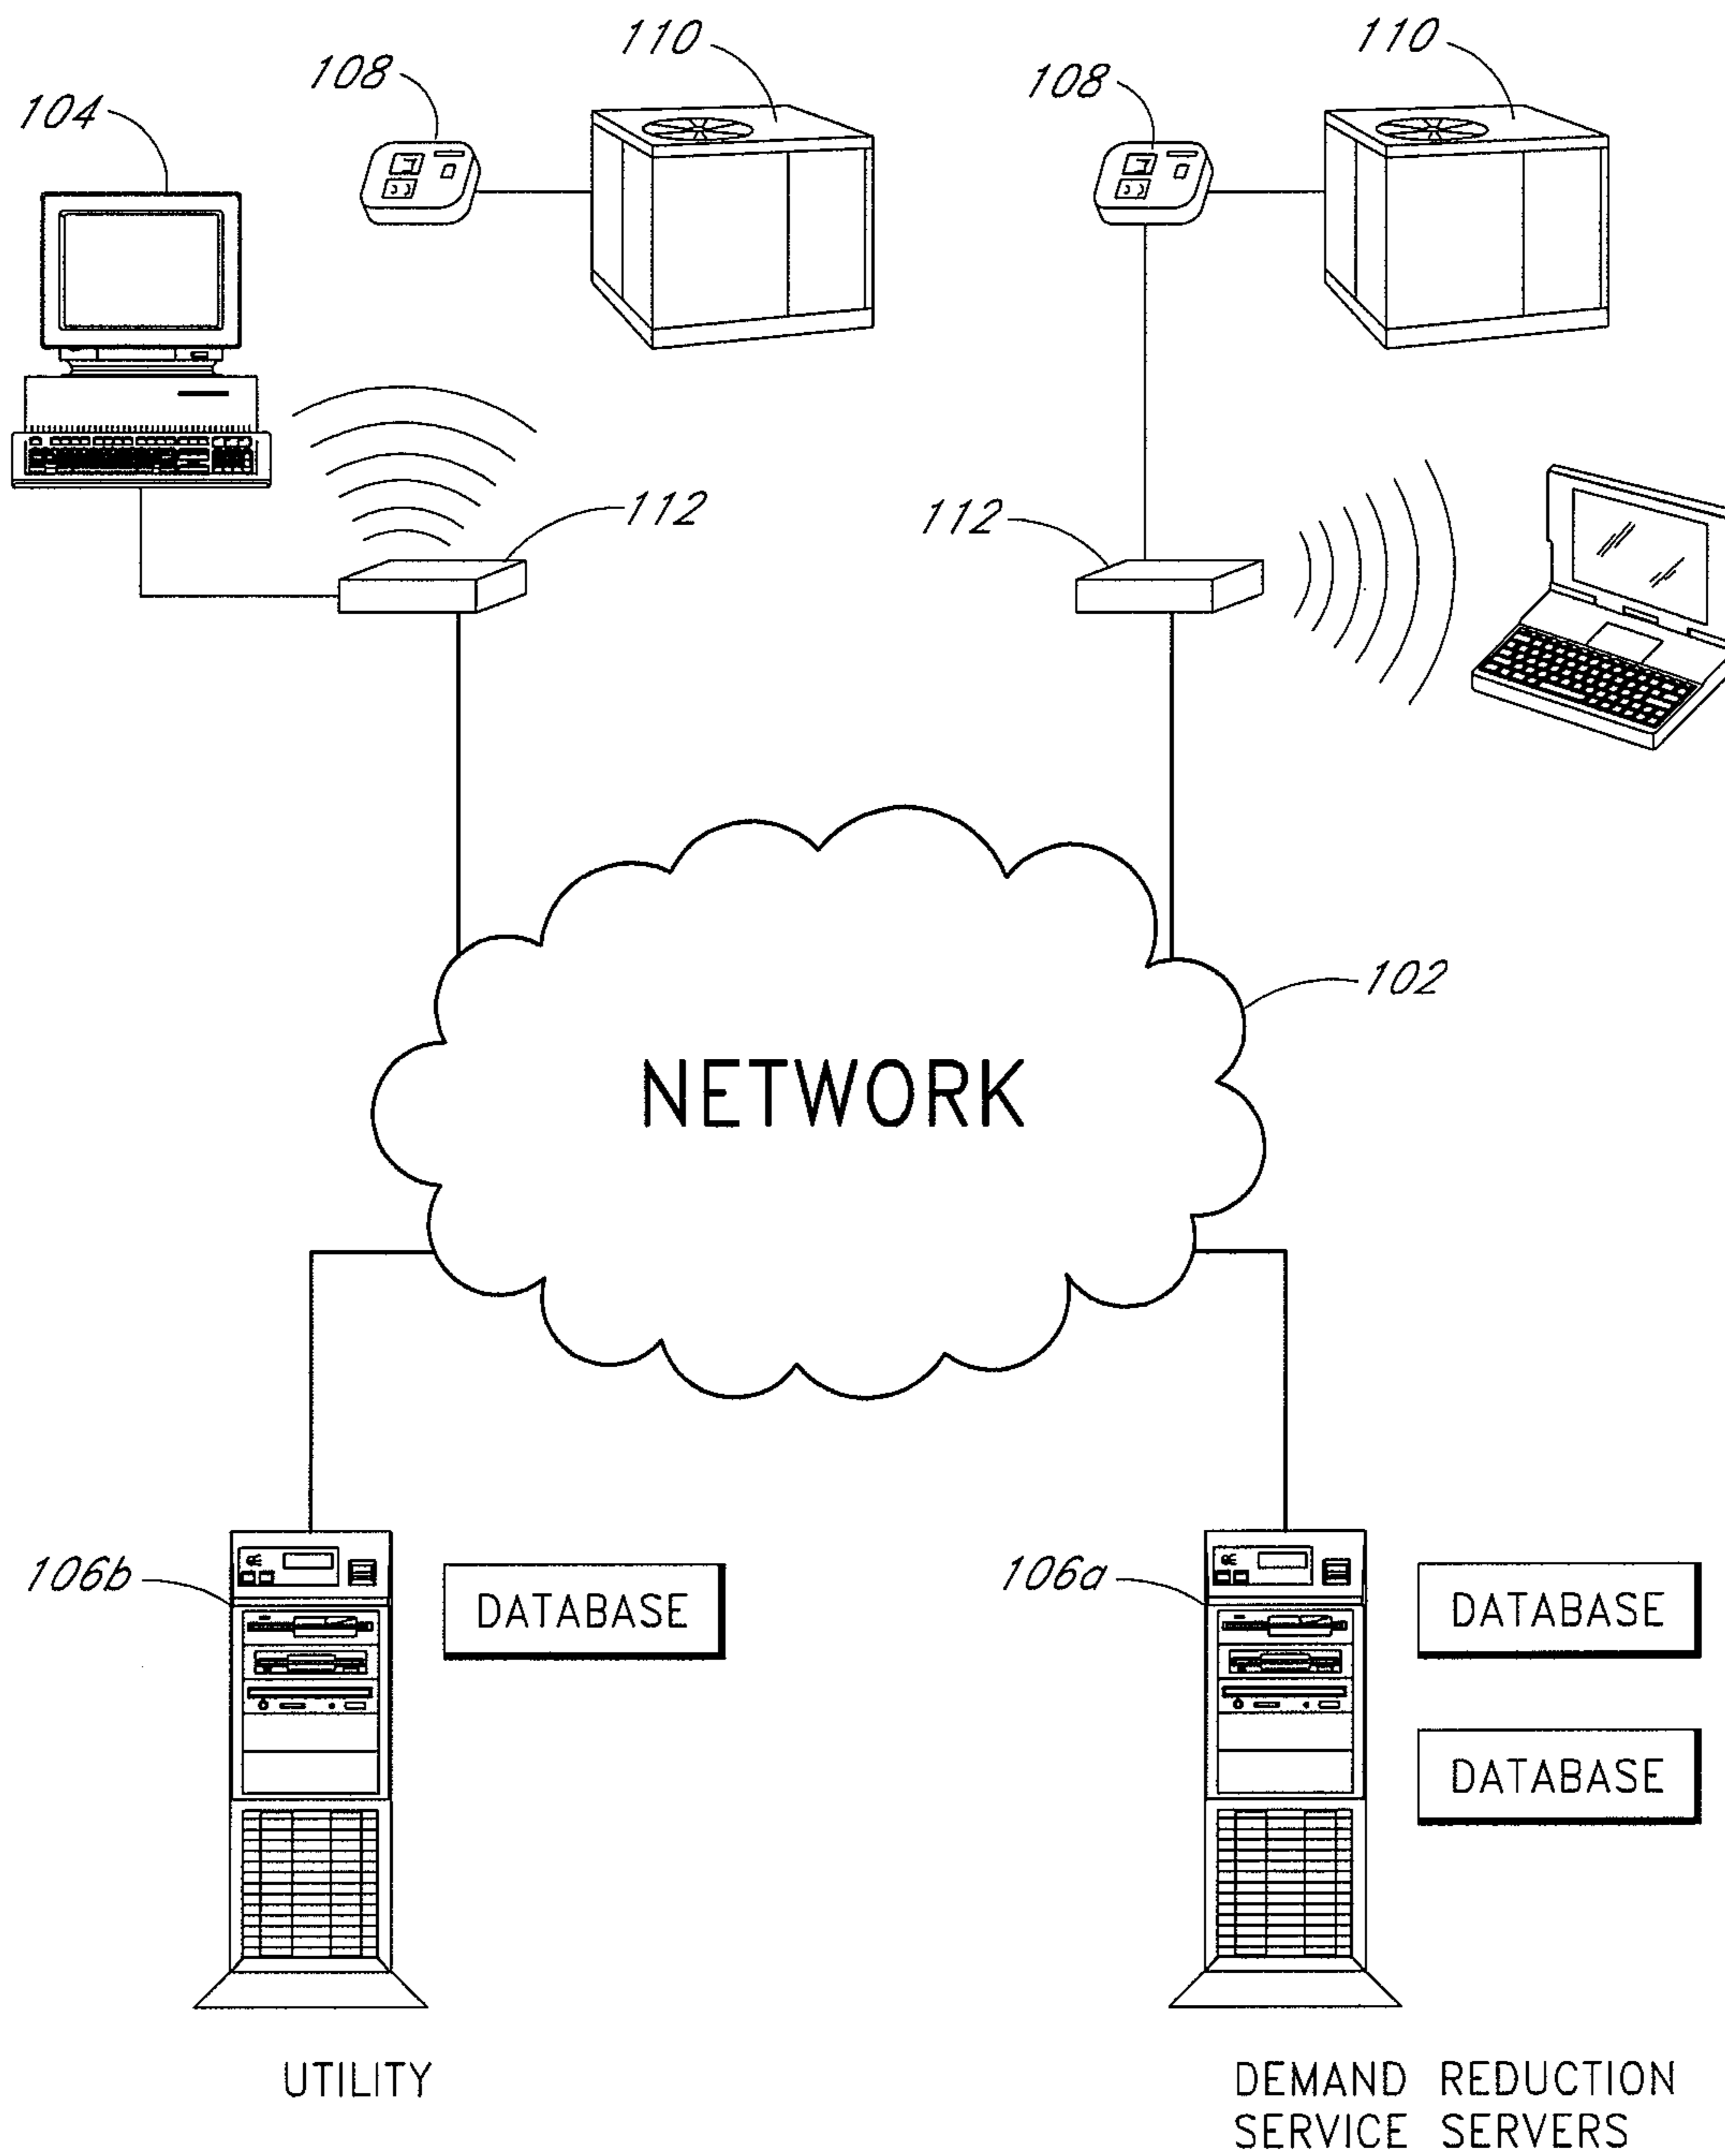 110
110
108
108
104
112
112
102
NETWORK
106b
DATABASE
106a
DATABASE
DATABASE
UTILITY
DEMAND REDUCTION
SERVICE SERVERS